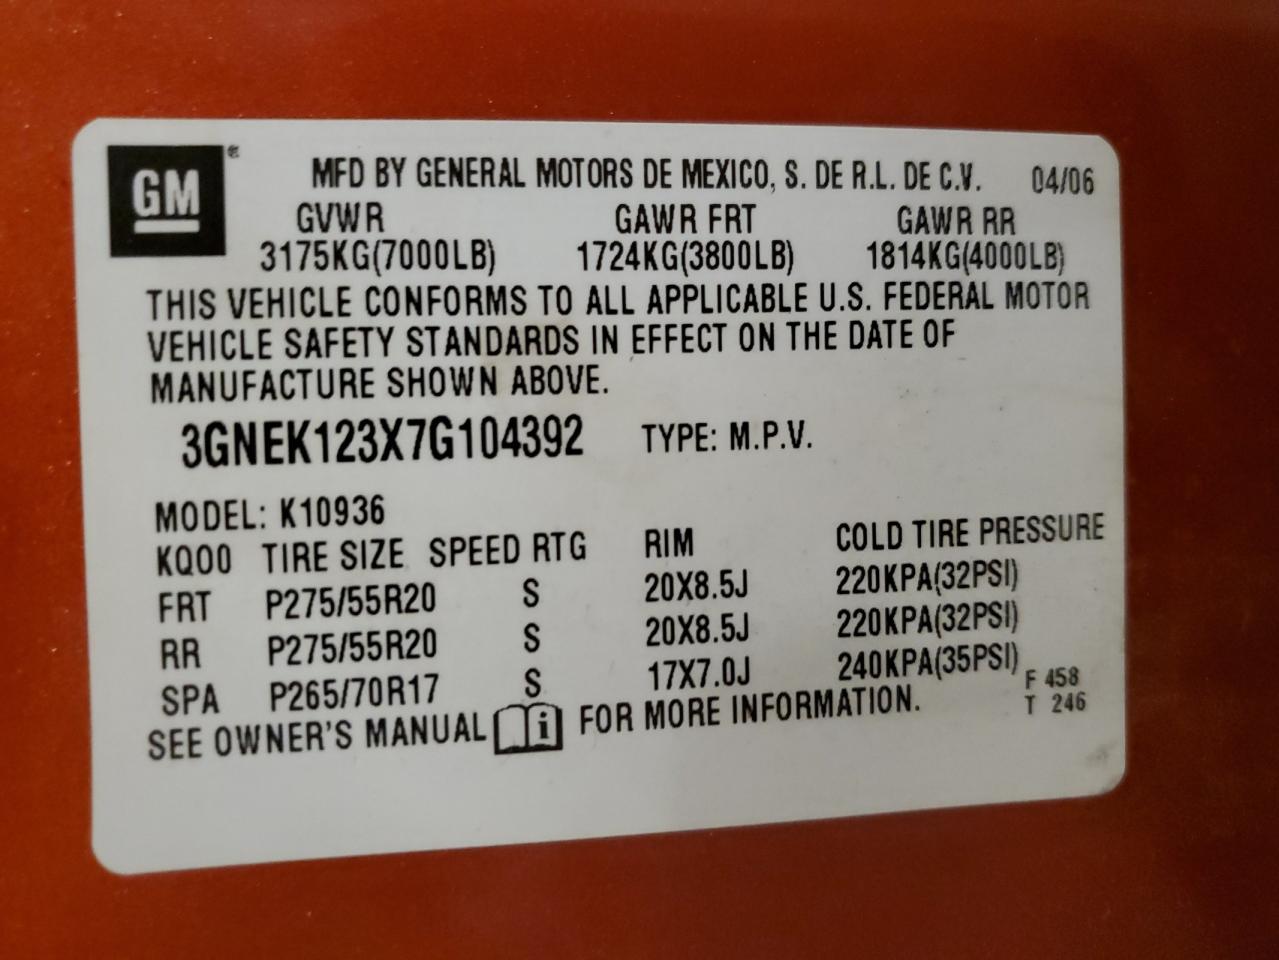 GM ®
MFD BY GENERAL MOTORS DE MEXICO, S. DE R.L. DE C.V. 04/06
GVWR GAWR FRT GAWR RR
3175KG(7000LB) 1724KG(3800LB) 1814KG(4000LB)
THIS VEHICLE CONFORMS TO ALL APPLICABLE U.S. FEDERAL MOTOR
VEHICLE SAFETY STANDARDS IN EFFECT ON THE DATE OF
MANUFACTURE SHOWN ABOVE.
3GNEK123X7G104392 TYPE: M.P.V.
MODEL: K10936
KQ00 TIRE SIZE SPEED RTG RIM COLD TIRE PRESSURE
FRT P275/55R20 S 20X8.5J 220KPA(32PSI)
RR P275/55R20 S 20X8.5J 220KPA(32PSI)
SPA P265/70R17 S 17X7.0J 240KPA(35PSI)
SEE OWNER'S MANUAL i FOR MORE INFORMATION.
F 458
T 246